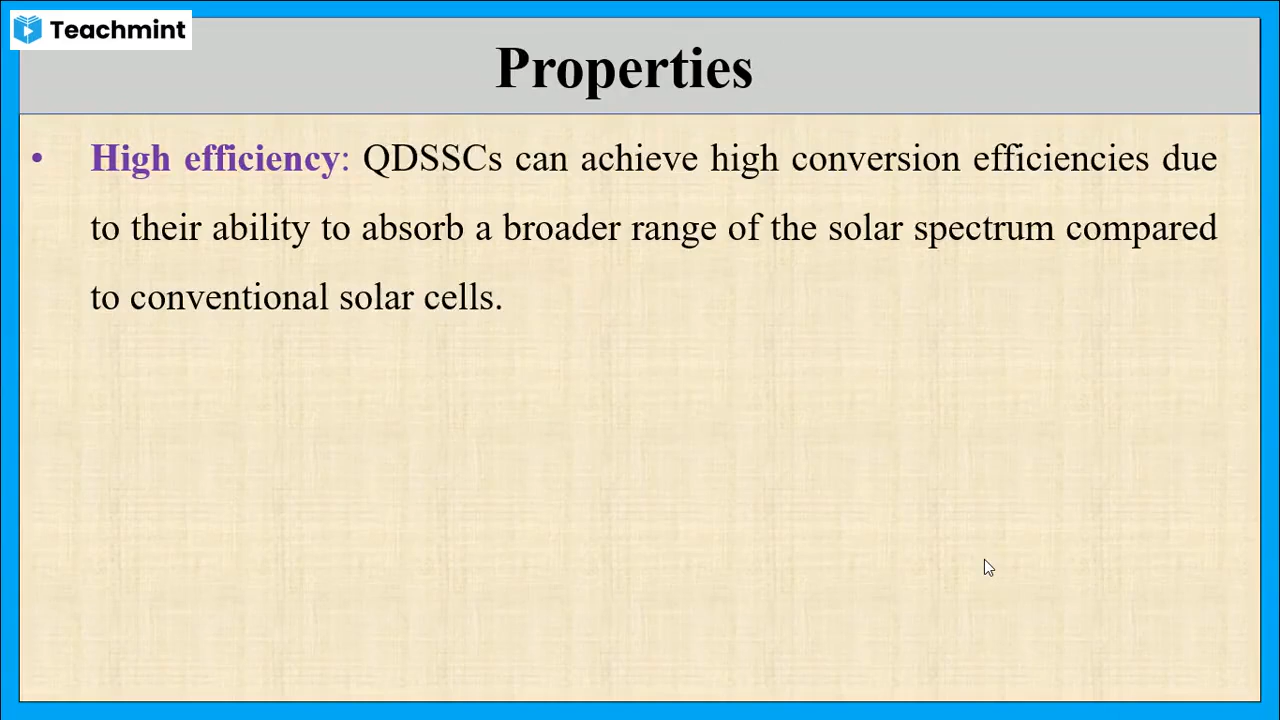 Teachmint
Properties
• High efficiency: QDSSCs can achieve high conversion efficiencies due
to their ability to absorb a broader range of the solar spectrum compared
to conventional solar cells.